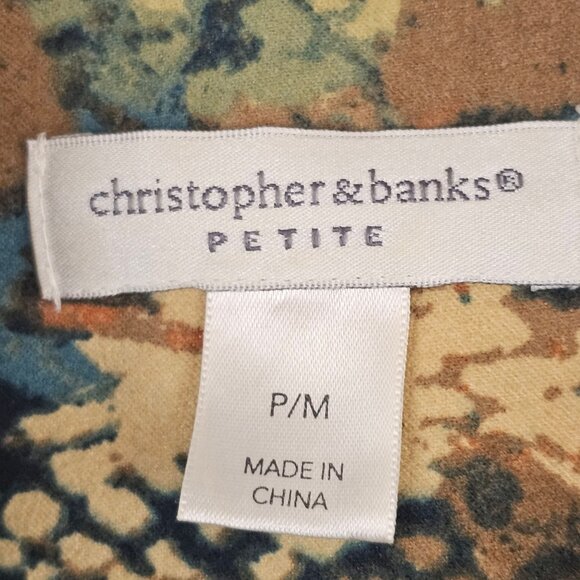 christopher&banks®
PETITE
P/M
MADE IN
CHINA